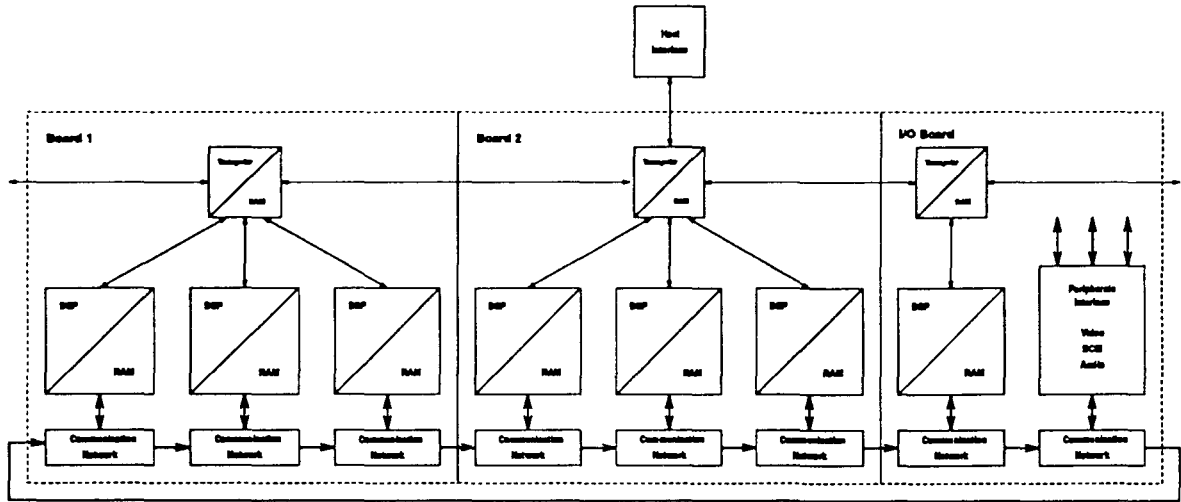 Host
Interface
Board 1
Board 2
I/O Board
Transputer
RAM
Transputer
RAM
Transputer
RAM
DSP
RAM
DSP
RAM
DSP
RAM
DSP
RAM
DSP
RAM
DSP
RAM
DSP
RAM
Peripherals
Interface
Video
SCSI
Audio
Communication
Network
Communication
Network
Communication
Network
Communication
Network
Communication
Network
Communication
Network
Communication
Network
Communication
Network